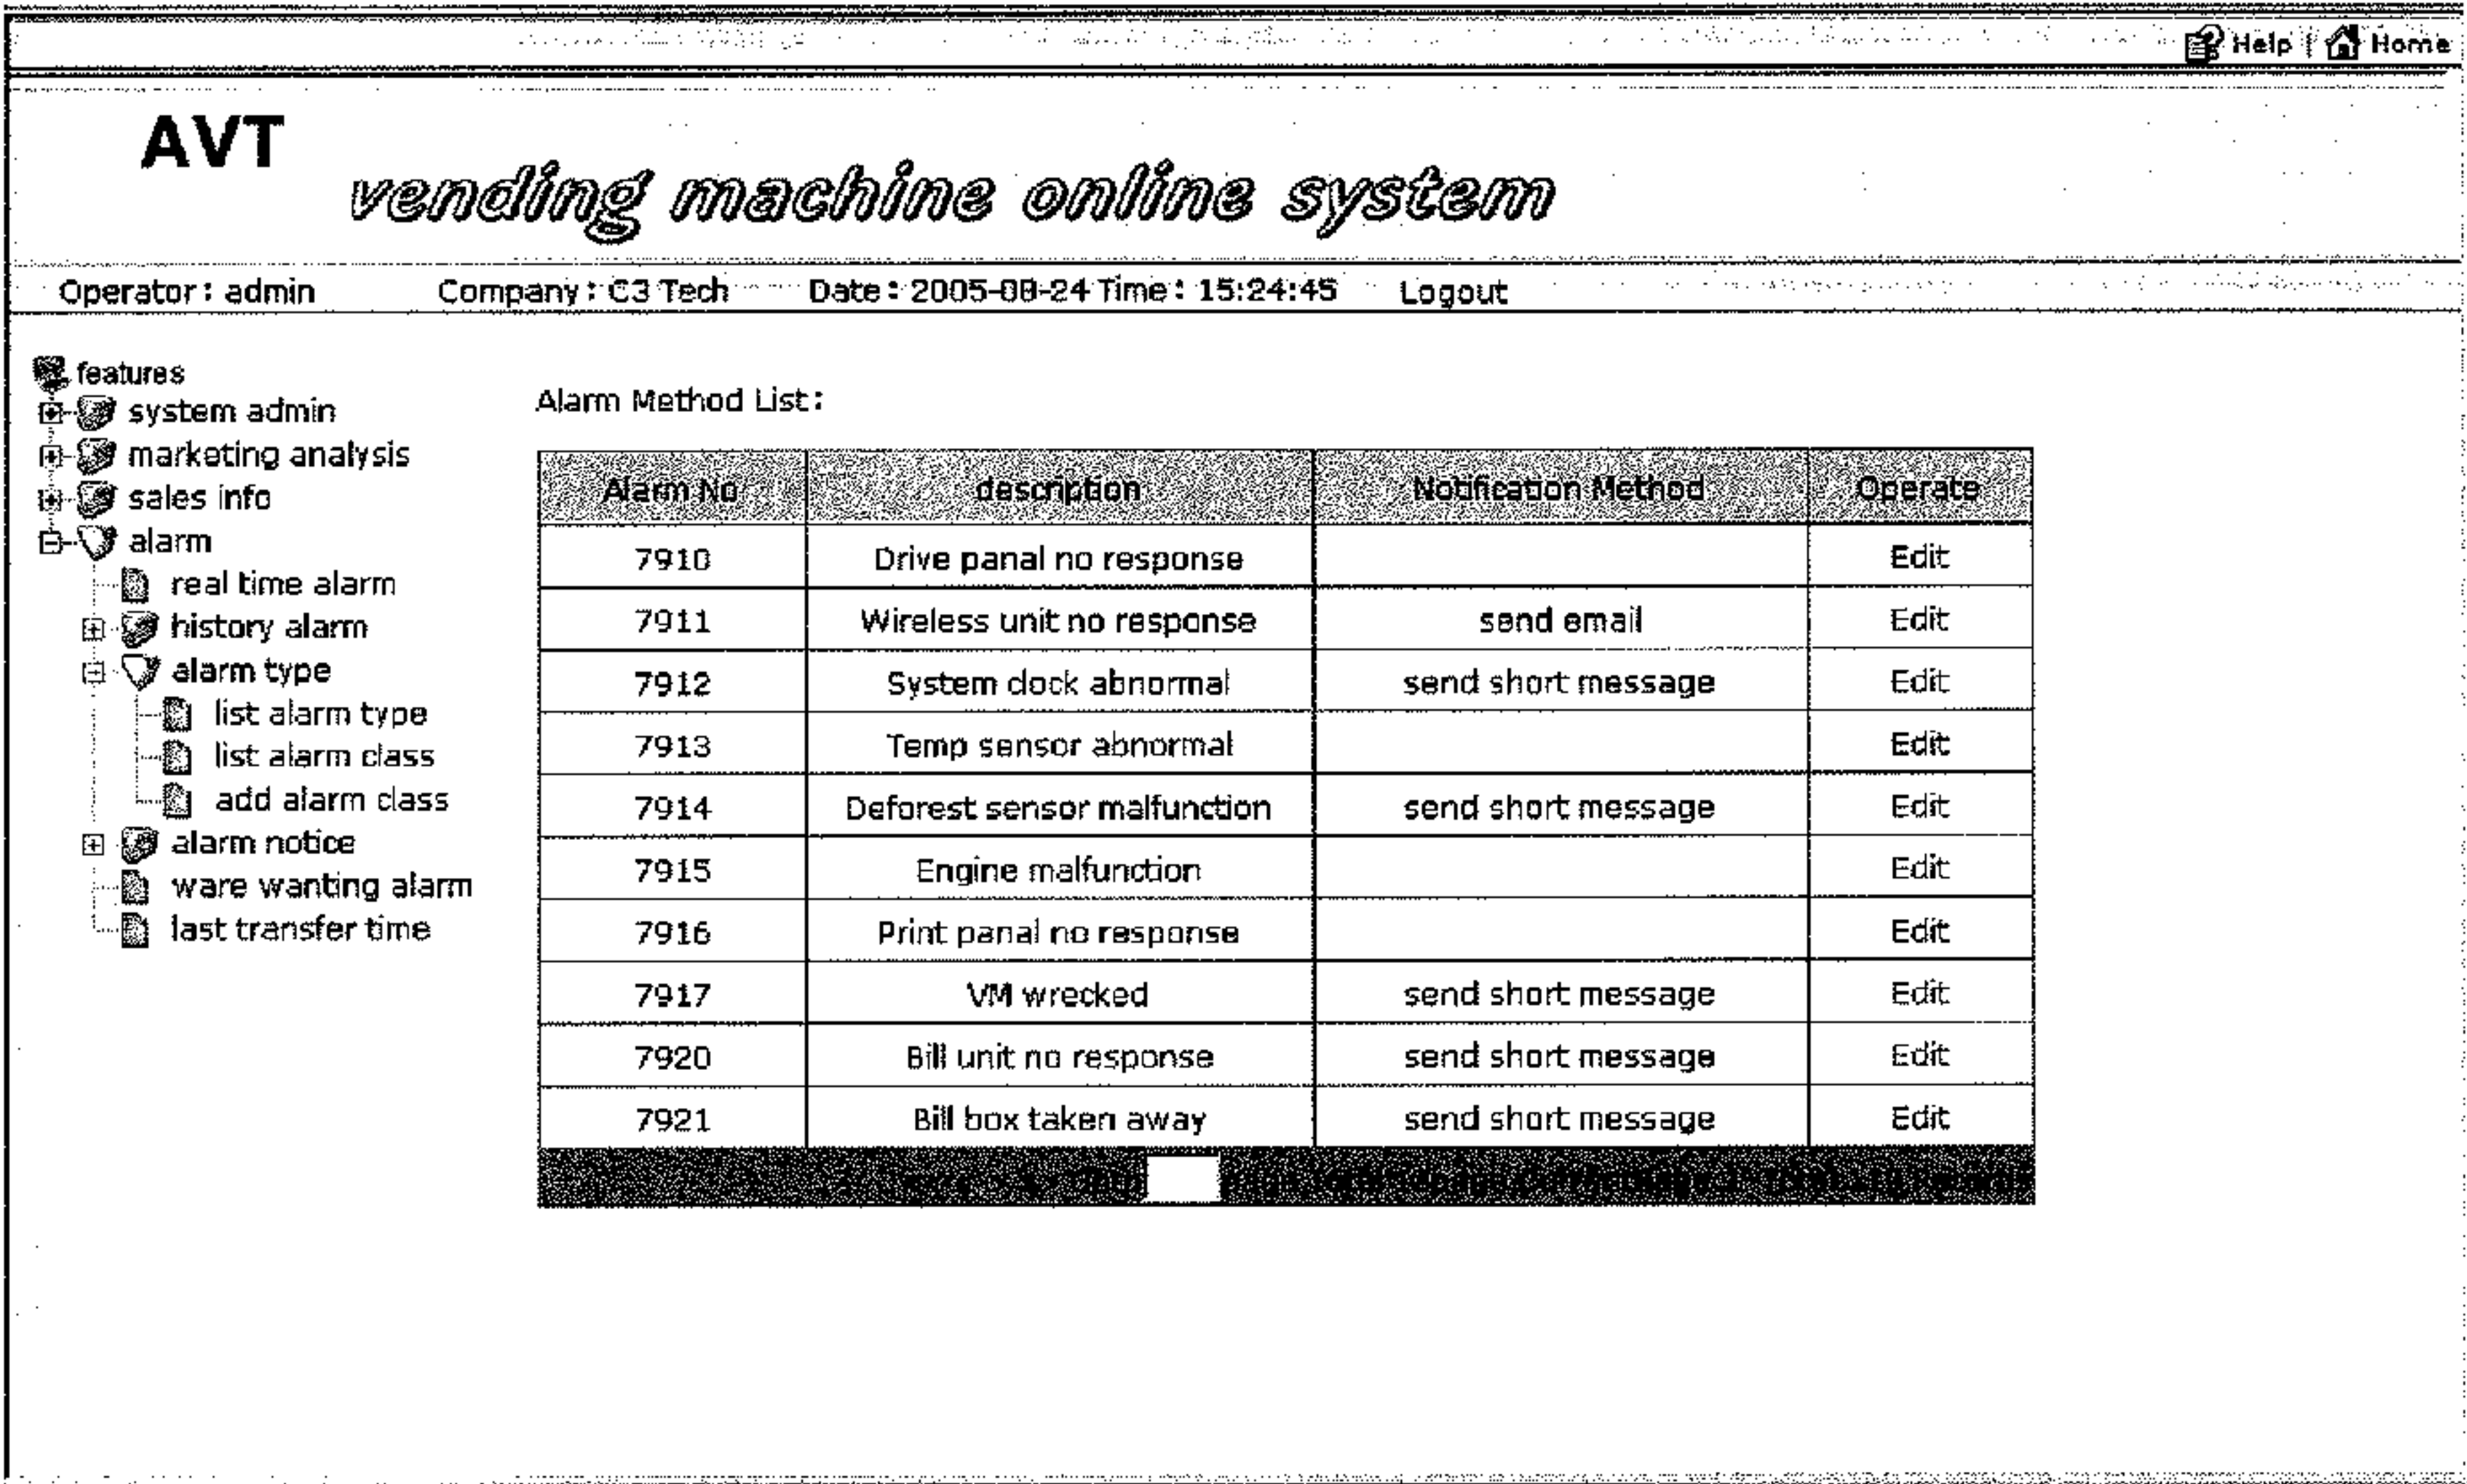 Help | Home
AVT
vending machine online system
Operator: admin Company: C3 Tech Date: 2005-08-24 Time: 15:24:45 Logout
features
system admin
marketing analysis
sales info
alarm
real time alarm
history alarm
alarm type
list alarm type
list alarm class
add alarm class
alarm notice
ware wanting alarm
last transfer time
Alarm Method List:
Alarm No description Notification Method Operate
7910 Drive panal no response Edit
7911 Wireless unit no response send email Edit
7912 System clock abnormal send short message Edit
7913 Temp sensor abnormal Edit
7914 Deforest sensor malfunction send short message Edit
7915 Engine malfunction Edit
7916 Print panal no response Edit
7917 VM wrecked send short message Edit
7920 Bill unit no response send short message Edit
7921 Bill box taken away send short message Edit